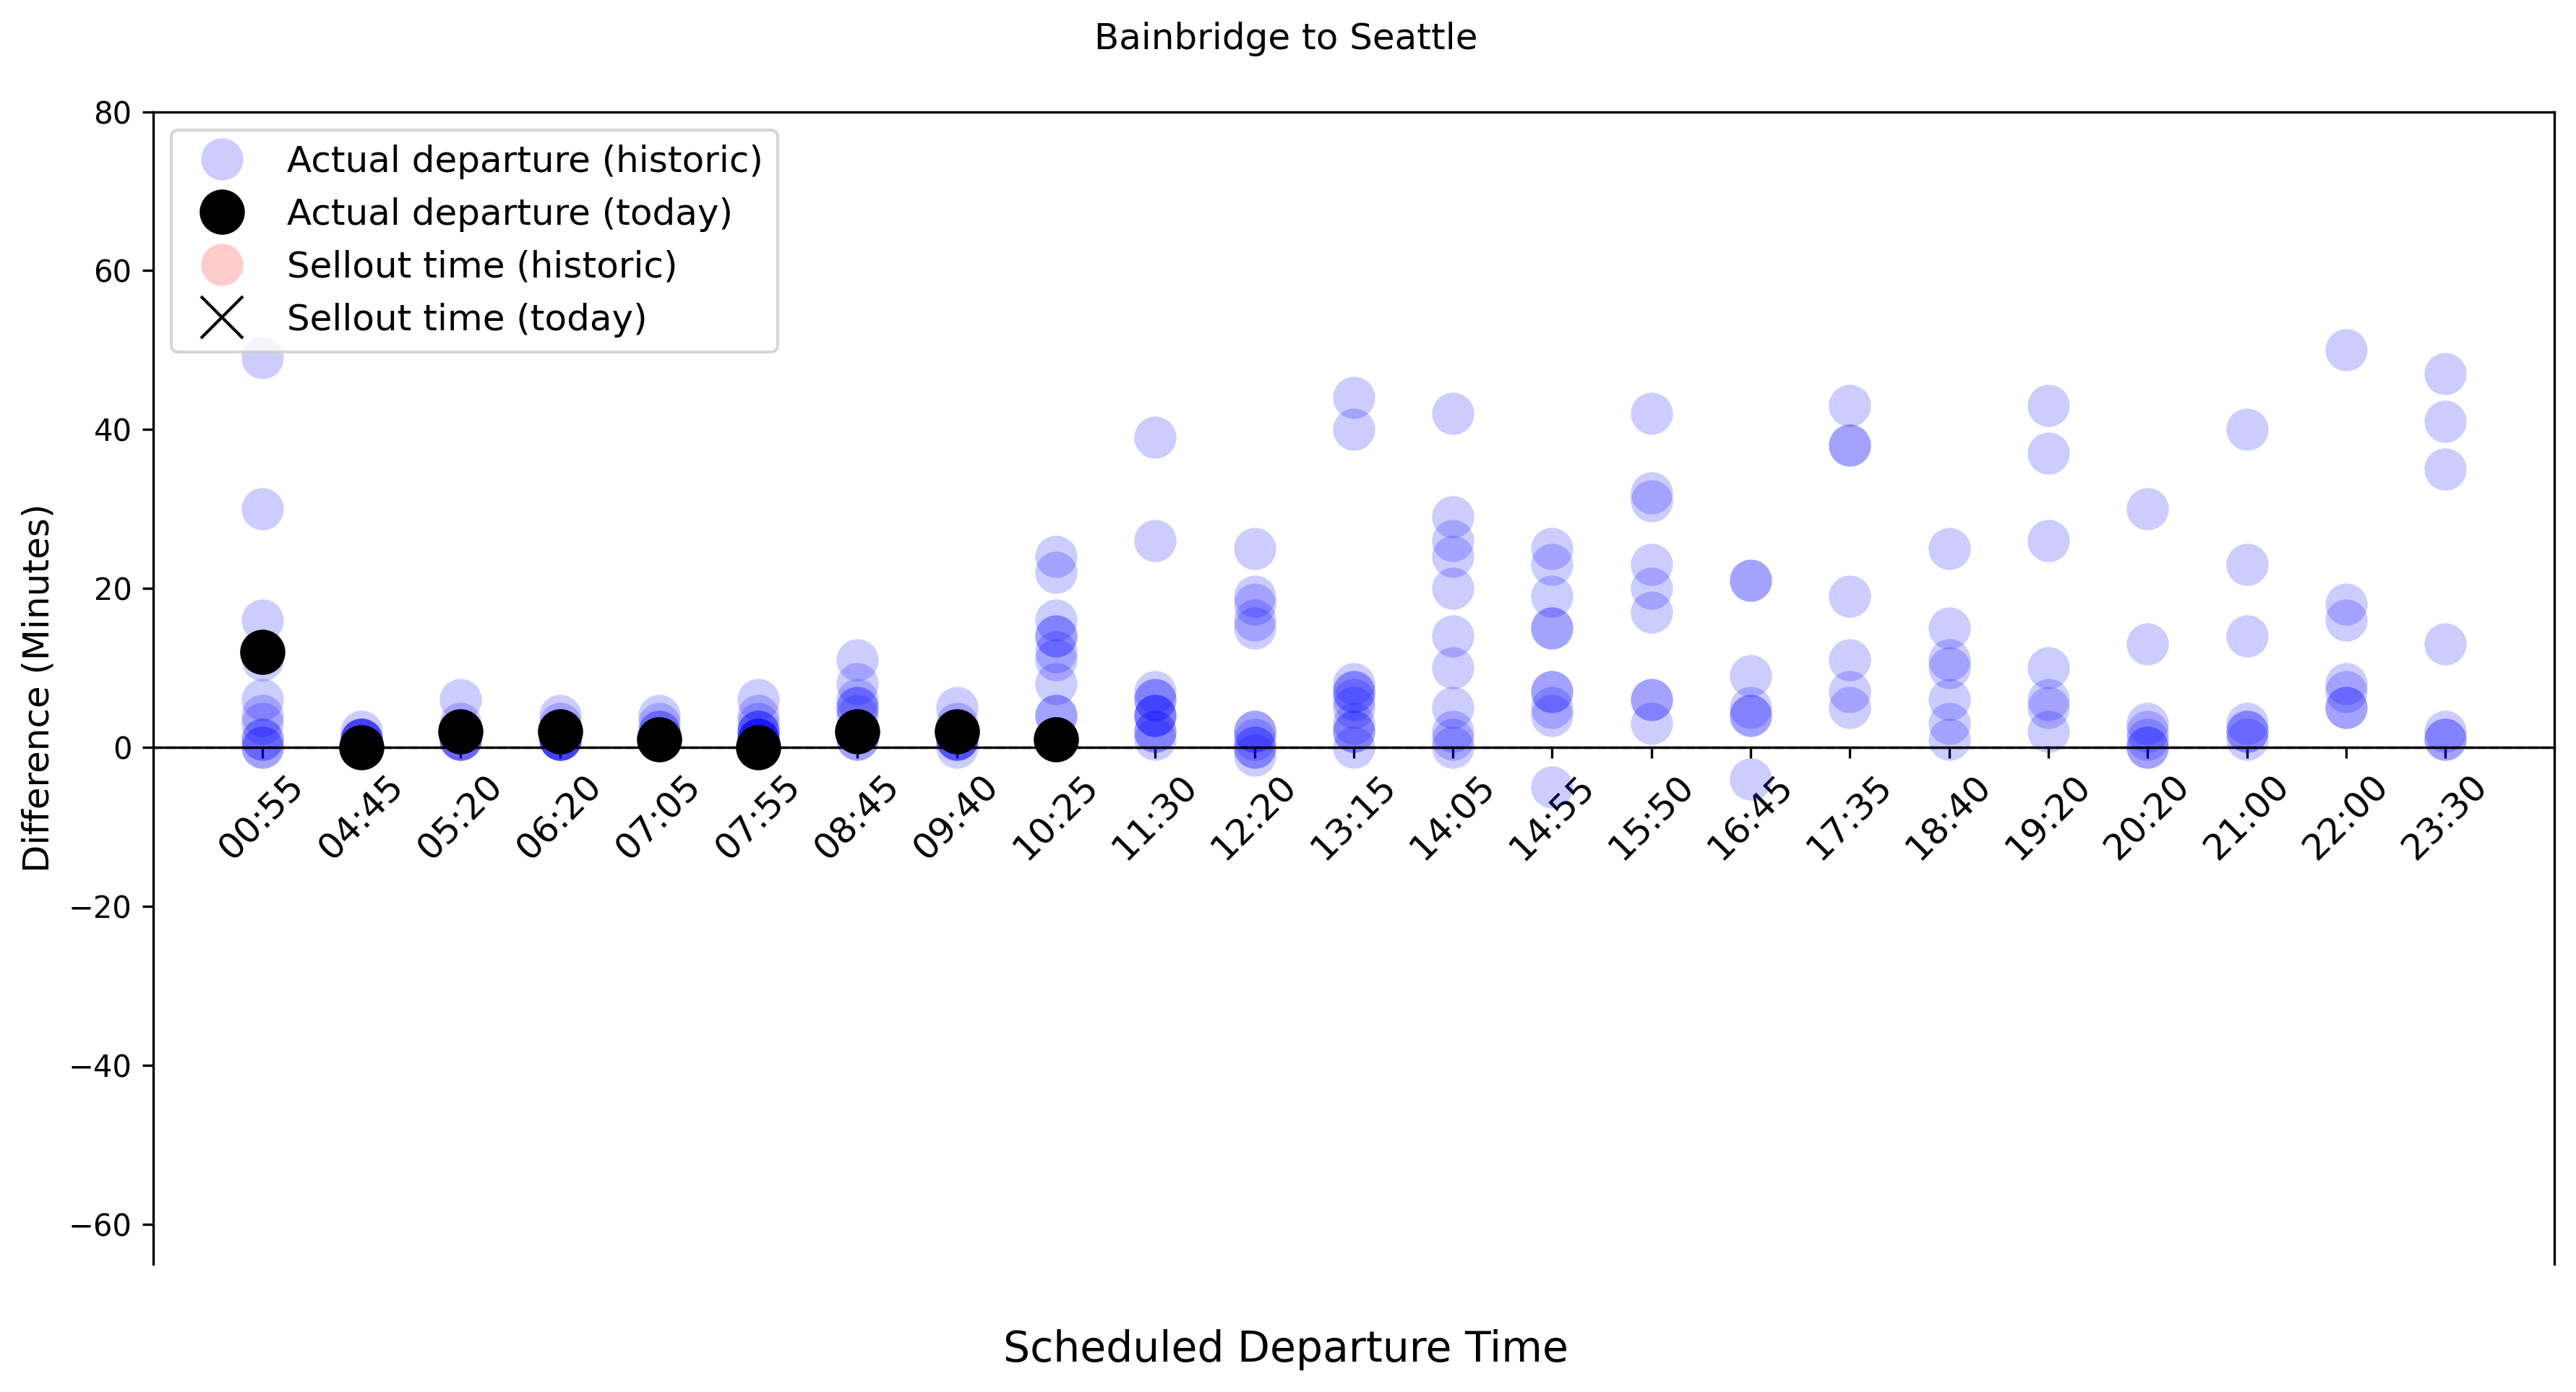 Bainbridge to Seattle
80
Actual departure (historic)
Actual departure (today)
Sellout time (historic)
Sellout time (today)
60
40
20
0
−20
−40
−60
Difference (Minutes)
00:55 04:45 05:20 06:20 07:05 07:55 08:45 09:40 10:25 11:30 12:20 13:15 14:05 14:55 15:50 16:45 17:35 18:40 19:20 20:20 21:00 22:00 23:30
Scheduled Departure Time